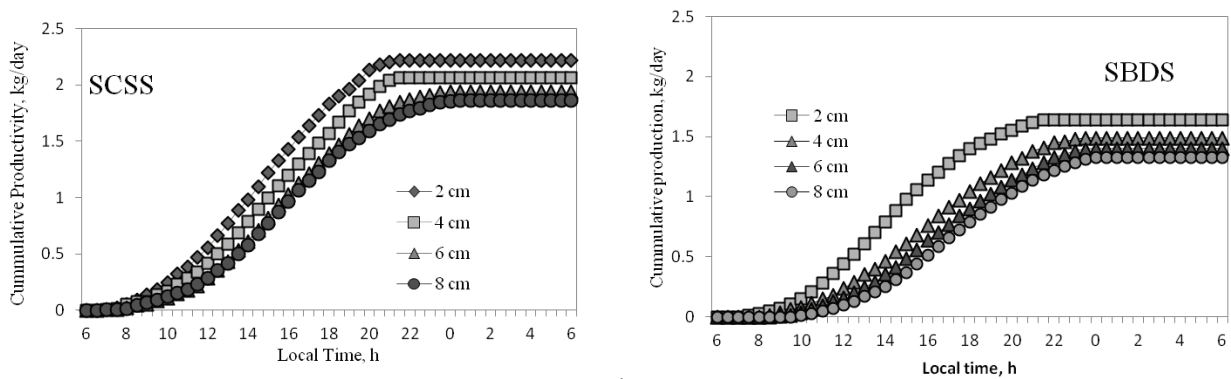 Cummulative Productivity, kg/day
2.5
2
1.5
1
0.5
0
SCSS
2 cm
4 cm
6 cm
8 cm
6 8 10 12 14 16 18 20 22 0 2 4 6
Local Time, h
Cummulative production, kg/day
2.5
2
1.5
1
0.5
0
SBDS
2 cm
4 cm
6 cm
8 cm
6 8 10 12 14 16 18 20 22 0 2 4 6
Local time, h